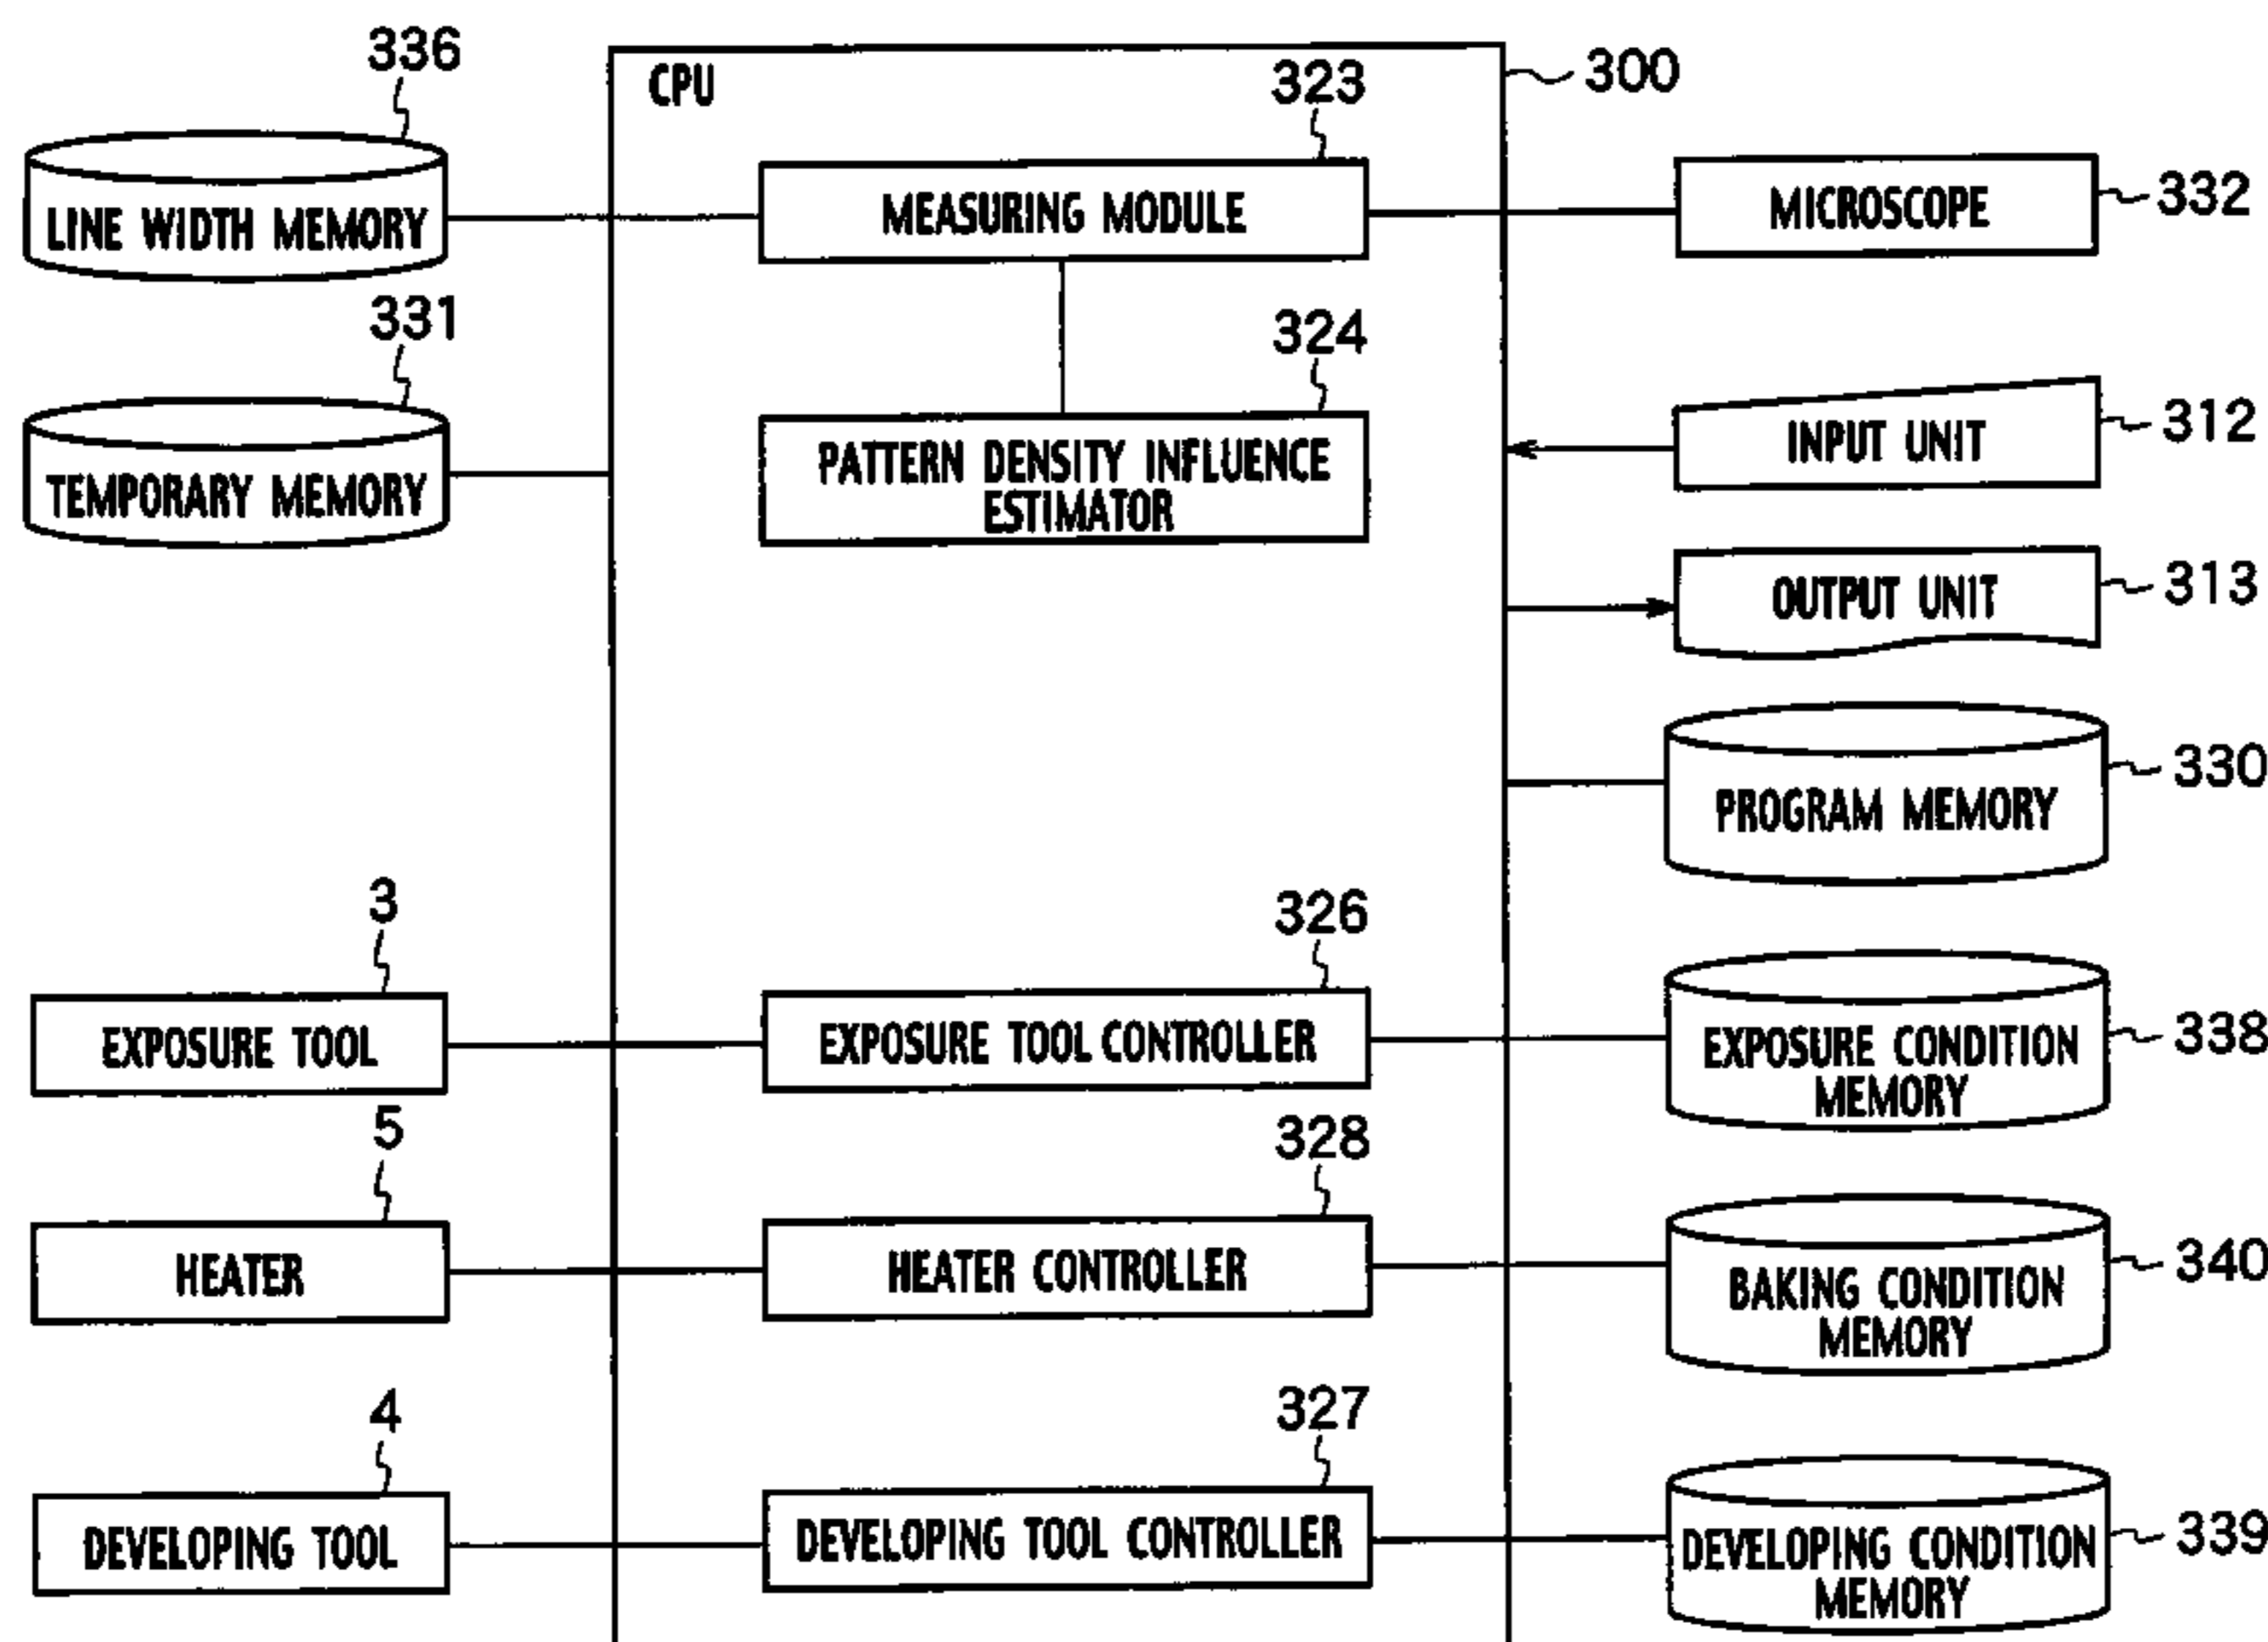 336
CPU
323
300
LINE WIDTH MEMORY
MEASURING MODULE
MICROSCOPE
332
331
324
TEMPORARY MEMORY
PATTERN DENSITY INFLUENCE
ESTIMATOR
INPUT UNIT
312
OUTPUT UNIT
313
PROGRAM MEMORY
330
3
326
EXPOSURE TOOL
EXPOSURE TOOL CONTROLLER
EXPOSURE CONDITION
MEMORY
338
5
328
HEATER
HEATER CONTROLLER
BAKING CONDITION
MEMORY
340
4
327
DEVELOPING TOOL
DEVELOPING TOOL CONTROLLER
DEVELOPING CONDITION
MEMORY
339